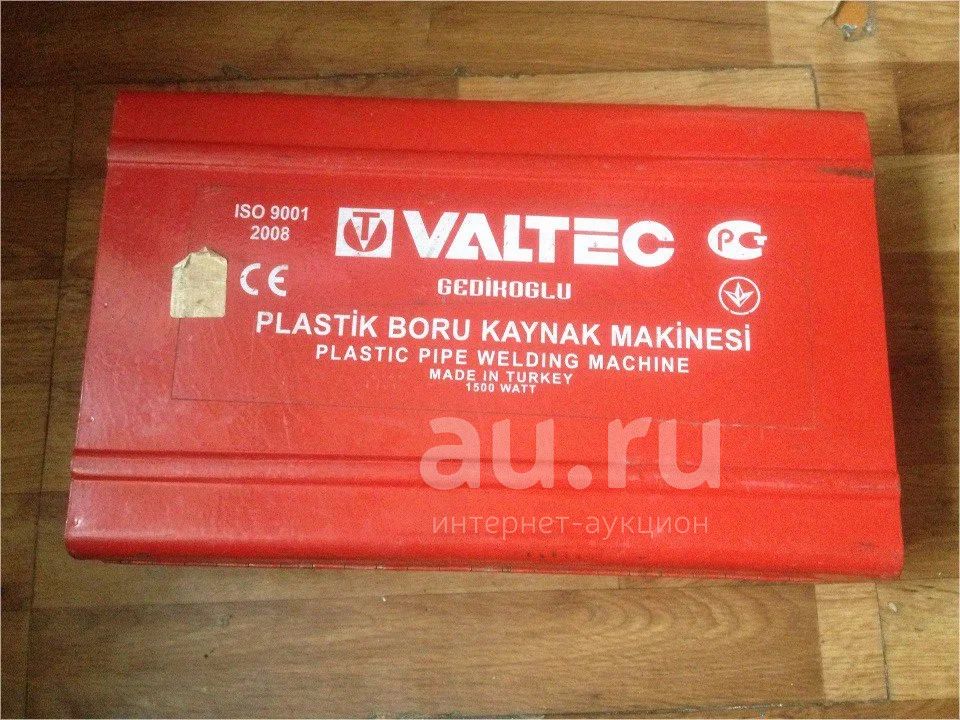 ISO 9001
2008
VALTEC
PG
CE
GEDİKOGLU
PLASTİK BORU KAYNAK MAKİNESİ
PLASTIC PIPE WELDING MACHINE
MADE IN TURKEY
1500 WATT
au.ru
интернет-аукцион